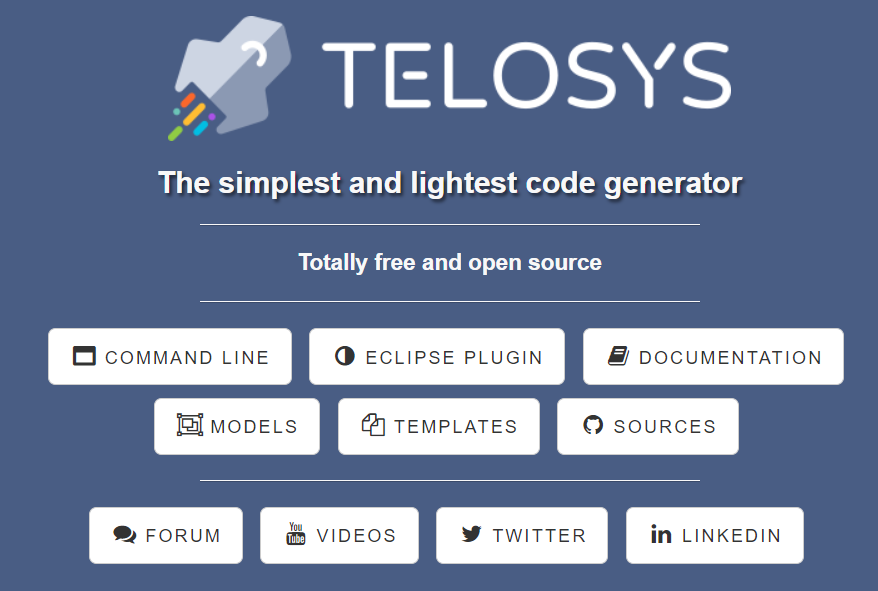 TELOSYS
The simplest and lightest code generator
Totally free and open source
COMMAND LINE
ECLIPSE PLUGIN
DOCUMENTATION
MODELS
TEMPLATES
SOURCES
FORUM
You
Tube
VIDEOS
TWITTER
in LINKEDIN